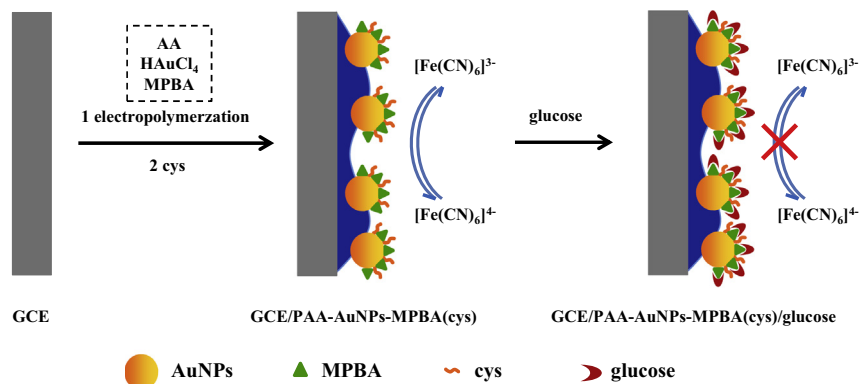 AA
HAuCl₄
MPBA
1 electropolymerzation
2 cys
[Fe(CN)₆]³⁻
[Fe(CN)₆]⁴⁻
glucose
[Fe(CN)₆]³⁻
[Fe(CN)₆]⁴⁻
GCE
GCE/PAA-AuNPs-MPBA(cys)
GCE/PAA-AuNPs-MPBA(cys)/glucose
AuNPs
MPBA
cys
glucose